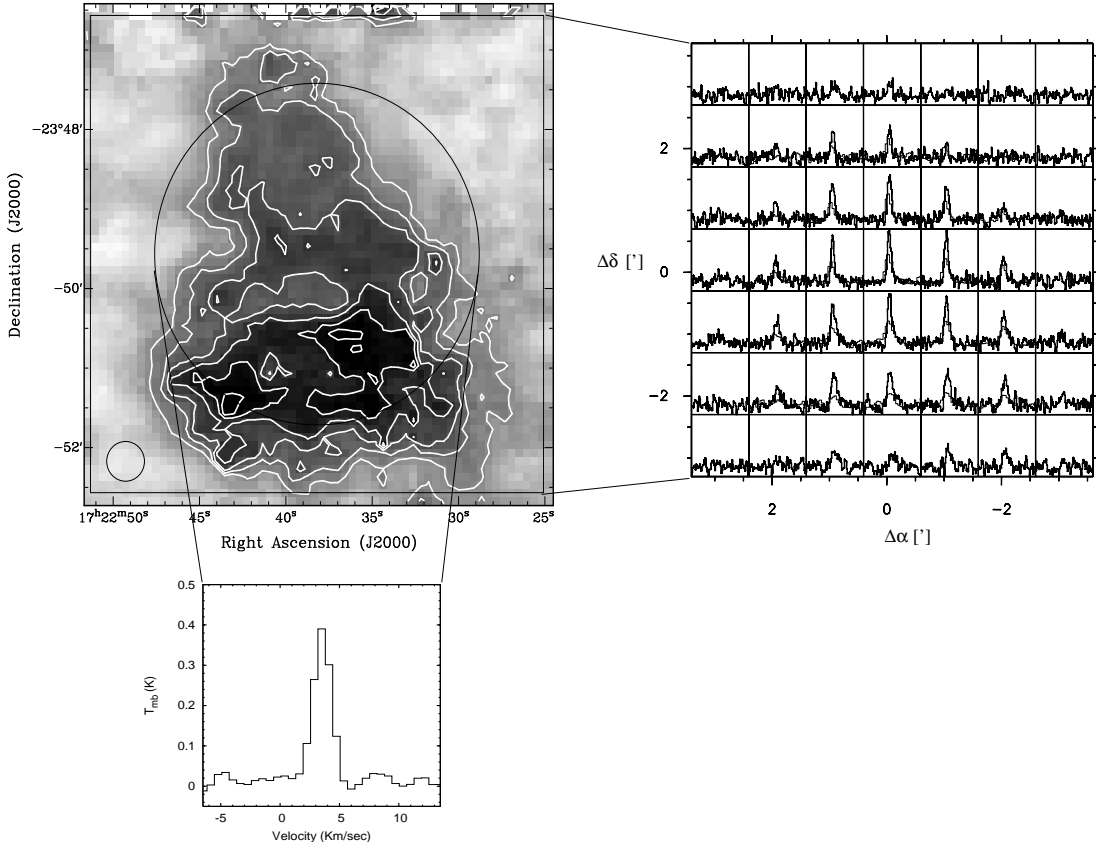 Declination (J2000)
−23°48′
−50′
−52′
17ʰ22ᵐ50ˢ 45ˢ 40ˢ 35ˢ 30ˢ 25ˢ
Right Ascension (J2000)
Δδ [']
2
0
−2
2 0 −2
Δα [']
T_mb (K)
0.5
0.4
0.3
0.2
0.1
0
-5 0 5 10
Velocity (Km/sec)